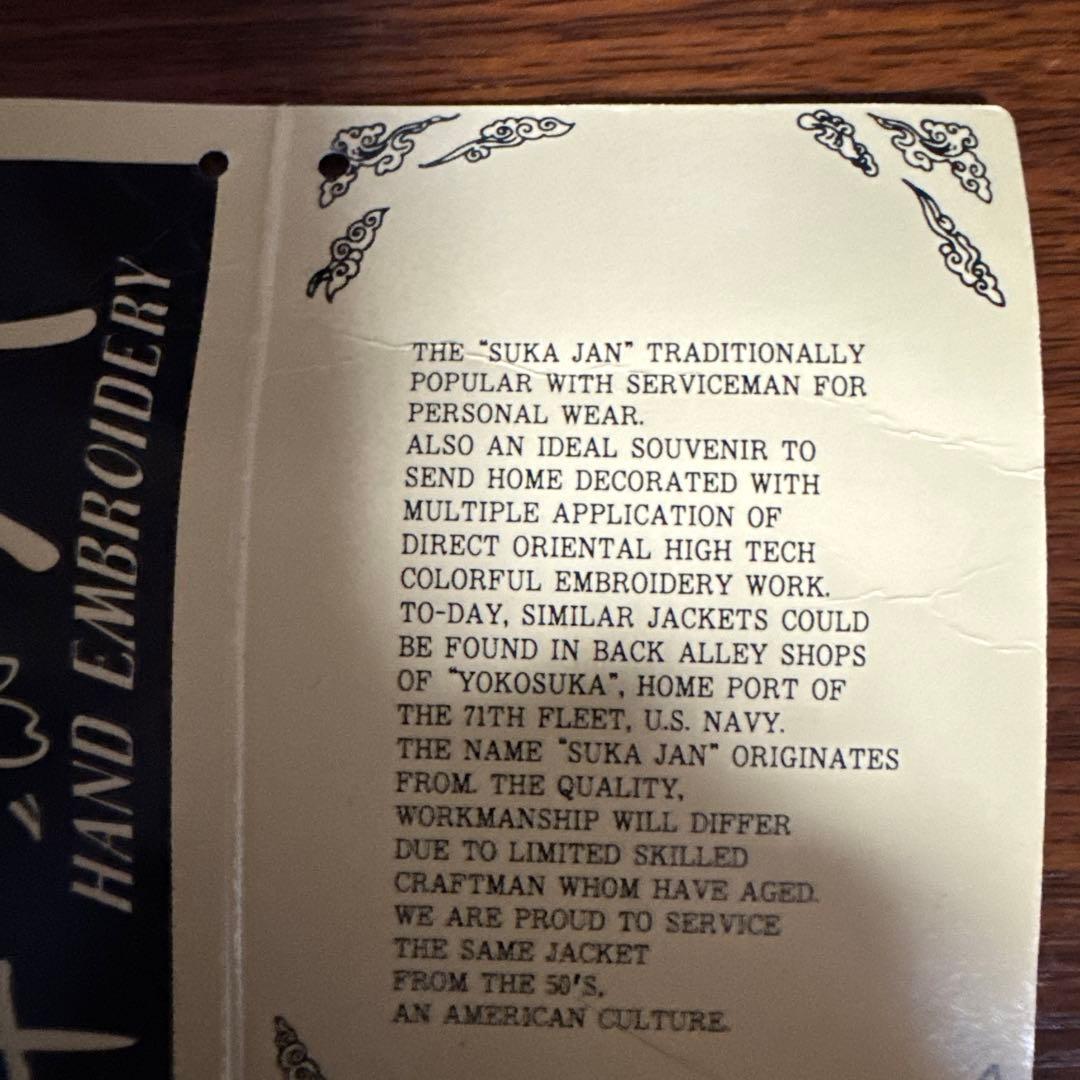 HAND EMBROIDERY
THE "SUKA JAN" TRADITIONALLY
POPULAR WITH SERVICEMAN FOR
PERSONAL WEAR.
ALSO AN IDEAL SOUVENIR TO
SEND HOME DECORATED WITH
MULTIPLE APPLICATION OF
DIRECT ORIENTAL HIGH TECH
COLORFUL EMBROIDERY WORK.
TO-DAY, SIMILAR JACKETS COULD
BE FOUND IN BACK ALLEY SHOPS
OF "YOKOSUKA", HOME PORT OF
THE 71TH FLEET, U.S. NAVY.
THE NAME "SUKA JAN" ORIGINATES
FROM. THE QUALITY,
WORKMANSHIP WILL DIFFER
DUE TO LIMITED SKILLED
CRAFTMAN WHOM HAVE AGED.
WE ARE PROUD TO SERVICE
THE SAME JACKET
FROM THE 50'S,
AN AMERICAN CULTURE.